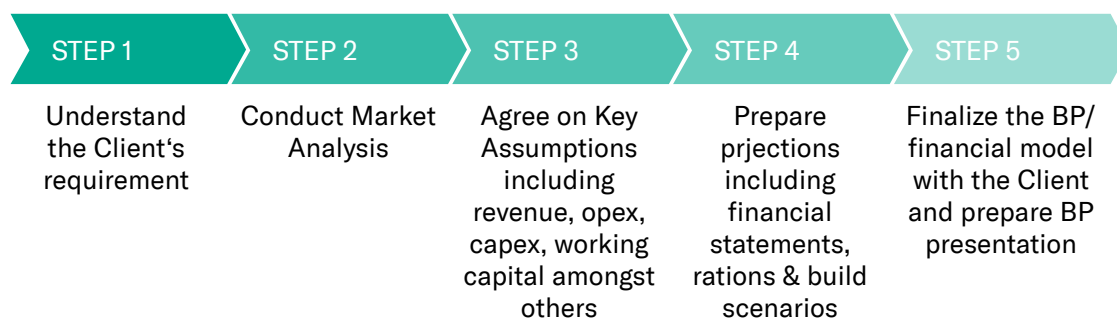 STEP 1
Understand
the Client‘s
requirement
STEP 2
Conduct Market
Analysis
STEP 3
Agree on Key
Assumptions
including
revenue, opex,
capex, working
capital amongst
others
STEP 4
Prepare
prjections
including
financial
statements,
rations & build
scenarios
STEP 5
Finalize the BP/
financial model
with the Client
and prepare BP
presentation